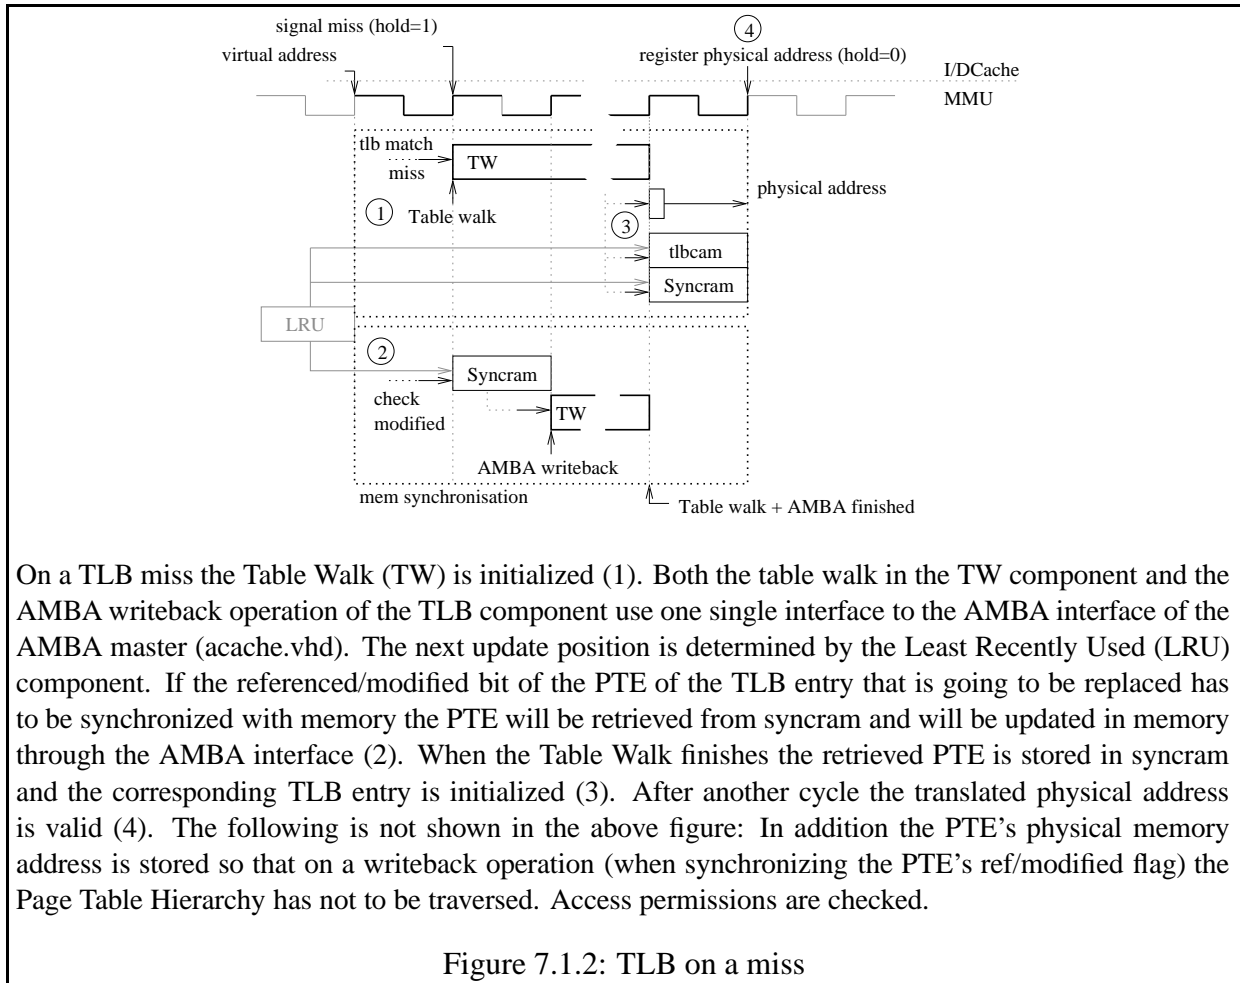 signal miss (hold=1)
4
virtual address
register physical address (hold=0)
I/DCache
MMU
tlb match
TW
miss
physical address
1
Table walk
3
tlbcam
Syncram
LRU
2
Syncram
check
modified
TW
AMBA writeback
mem synchronisation
Table walk + AMBA finished
On a TLB miss the Table Walk (TW) is initialized (1). Both the table walk in the TW component and the
AMBA writeback operation of the TLB component use one single interface to the AMBA interface of the
AMBA master (acache.vhd). The next update position is determined by the Least Recently Used (LRU)
component. If the referenced/modified bit of the PTE of the TLB entry that is going to be replaced has
to be synchronized with memory the PTE will be retrieved from syncram and will be updated in memory
through the AMBA interface (2). When the Table Walk finishes the retrieved PTE is stored in syncram
and the corresponding TLB entry is initialized (3). After another cycle the translated physical address
is valid (4). The following is not shown in the above figure: In addition the PTE's physical memory
address is stored so that on a writeback operation (when synchronizing the PTE's ref/modified flag) the
Page Table Hierarchy has not to be traversed. Access permissions are checked.
Figure 7.1.2: TLB on a miss